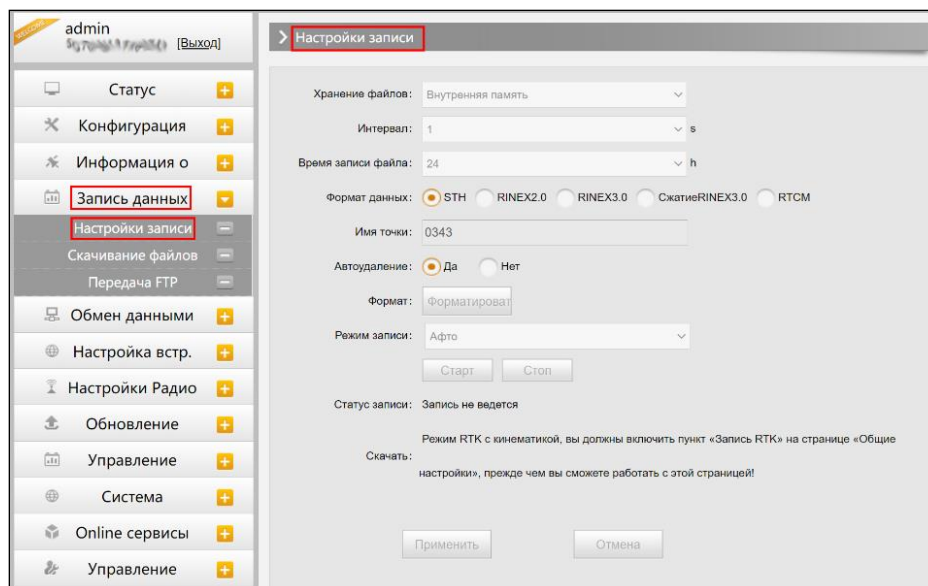 WELCOME
admin
[Выход]
Статус
Конфигурация
Информация о
Запись данных
Настройки записи
Скачивание файлов
Передача FTP
Обмен данными
Настройка встр.
Настройки Радио
Обновление
Управление
Система
Online сервисы
Управление
Настройки записи
Хранение файлов: Внутренняя память
Интервал: 1 s
Время записи файла: 24 h
Формат данных: STH RINEX2.0 RINEX3.0 СжатиеRINEX3.0 RTCM
Имя точки: 0343
Автоудаление: Да Нет
Формат: Форматироват
Режим записи: Афто
Старт Стоп
Статус записи: Запись не ведется
Скачать: Режим RTK с кинематикой, вы должны включить пункт «Запись RTK» на странице «Общие
настройки», прежде чем вы сможете работать с этой страницей!
Применить Отмена